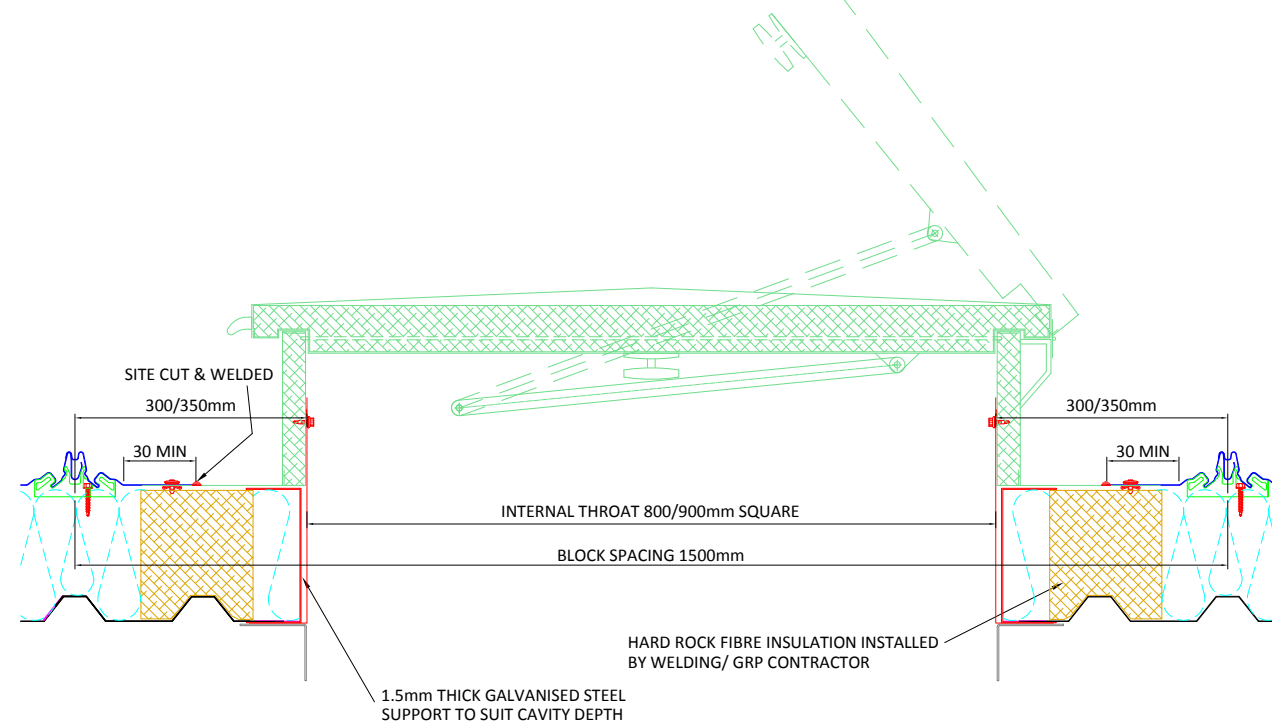 SITE CUT & WELDED
300/350mm
300/350mm
30 MIN
30 MIN
INTERNAL THROAT 800/900mm SQUARE
BLOCK SPACING 1500mm
HARD ROCK FIBRE INSULATION INSTALLED
BY WELDING/ GRP CONTRACTOR
1.5mm THICK GALVANISED STEEL
SUPPORT TO SUIT CAVITY DEPTH